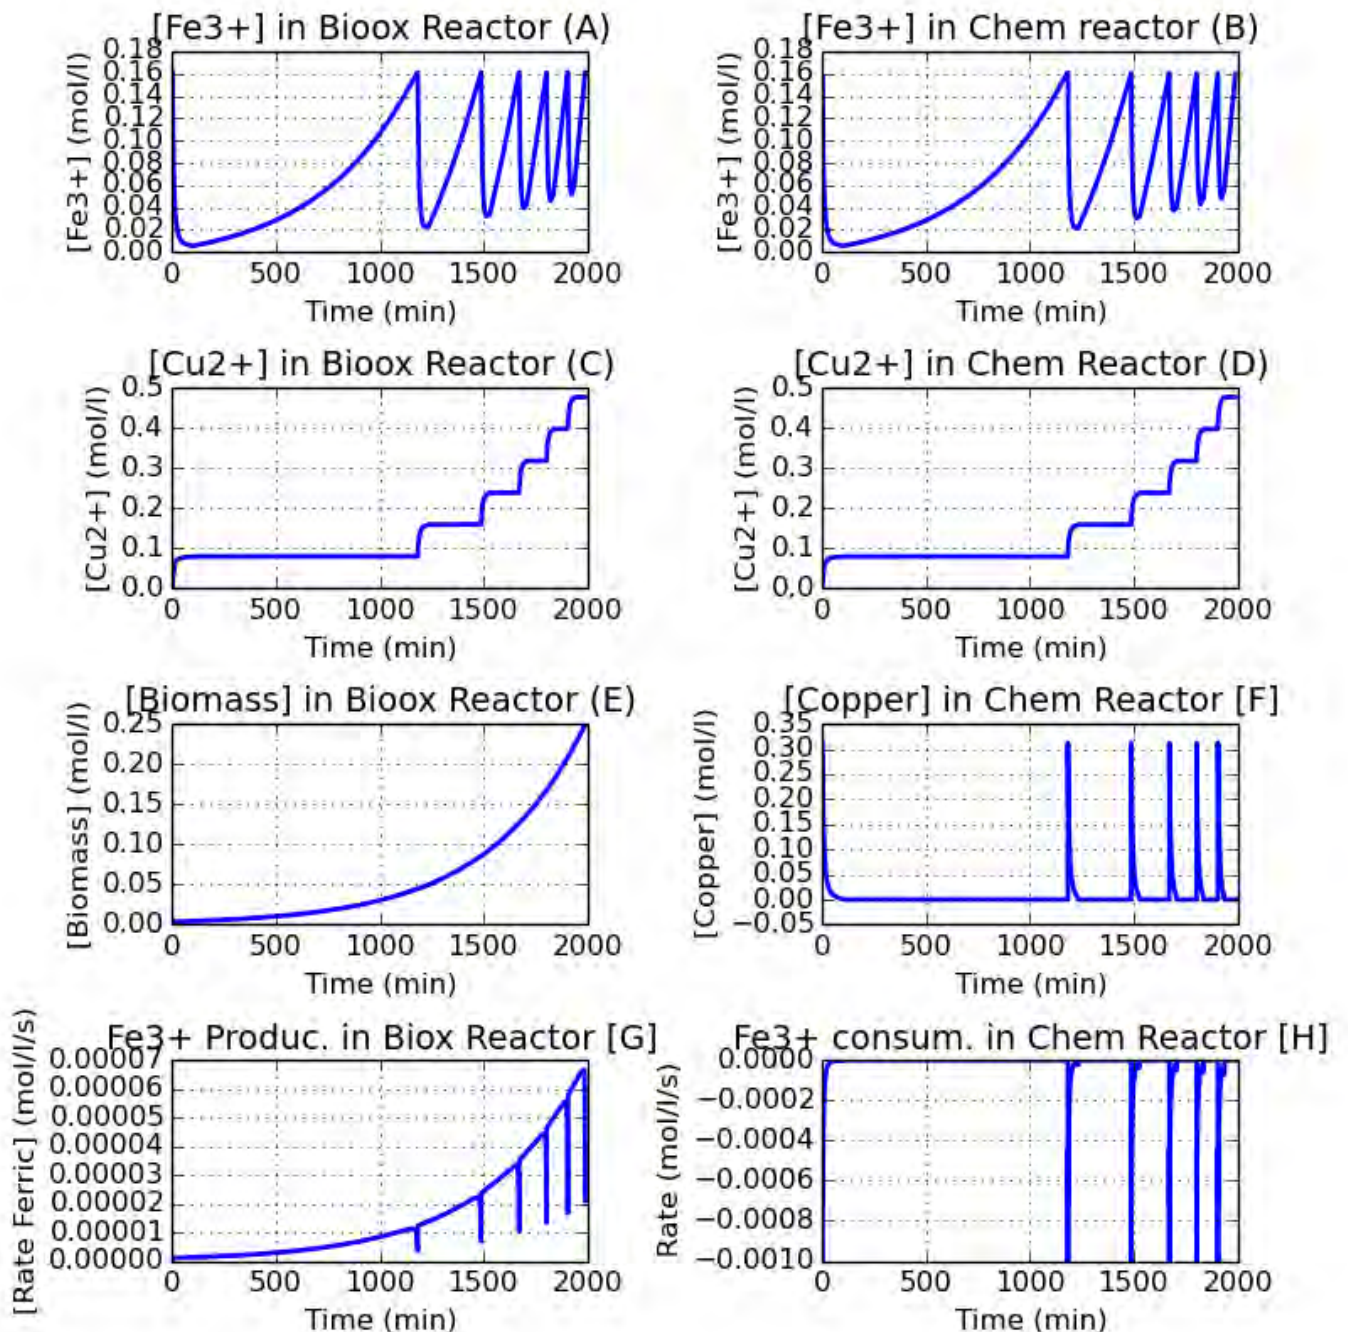 [Fe3+] in Bioox Reactor (A)
[Fe3+] (mol/l)
0.18
0.16
0.14
0.12
0.10
0.08
0.06
0.04
0.02
0.00
0 500 1000 1500 2000
Time (min)
[Fe3+] in Chem reactor (B)
[Fe3+] (mol/l)
0.18
0.16
0.14
0.12
0.10
0.08
0.06
0.04
0.02
0.00
0 500 1000 1500 2000
Time (min)
[Cu2+] in Bioox Reactor (C)
[Cu2+] (mol/l)
0.5
0.4
0.3
0.2
0.1
0.0
0 500 1000 1500 2000
Time (min)
[Cu2+] in Chem Reactor (D)
[Cu2+] (mol/l)
0.5
0.4
0.3
0.2
0.1
0.0
0 500 1000 1500 2000
Time (min)
[Biomass] in Bioox Reactor (E)
[Biomass] (mol/l)
0.25
0.20
0.15
0.10
0.05
0.00
0 500 1000 1500 2000
Time (min)
[Copper] in Chem Reactor [F]
[Copper] (mol/l)
0.35
0.30
0.25
0.20
0.15
0.10
0.05
0.00
−0.05
0 500 1000 1500 2000
Time (min)
Fe3+ Produc. in Biox Reactor [G]
[Rate Ferric] (mol/l/s)
0.00007
0.00006
0.00005
0.00004
0.00003
0.00002
0.00001
0.00000
0 500 1000 1500 2000
Time (min)
Fe3+ consum. in Chem Reactor [H]
Rate (mol/l/s)
0.0000
−0.0002
−0.0004
−0.0006
−0.0008
−0.0010
0 500 1000 1500 2000
Time (min)